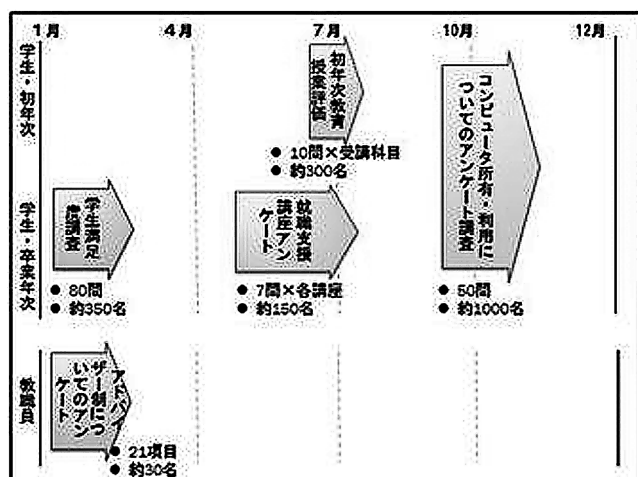 1月 4月 7月 10月 12月
学生・初年次
初年次教育
授業評価
● 10問×受講科目
● 約300名
コンピュータ所有・利用に
ついてのアンケート調査
● 50問
● 約1000名
学生・卒業年次
学生満足
度調査
● 80問
● 約350名
就職支援
講座アン
ケート
● 7問×各講座
● 約150名
教職員
アドバイ
ザー制につ
いてのアン
ケート
● 21項目
● 約30名